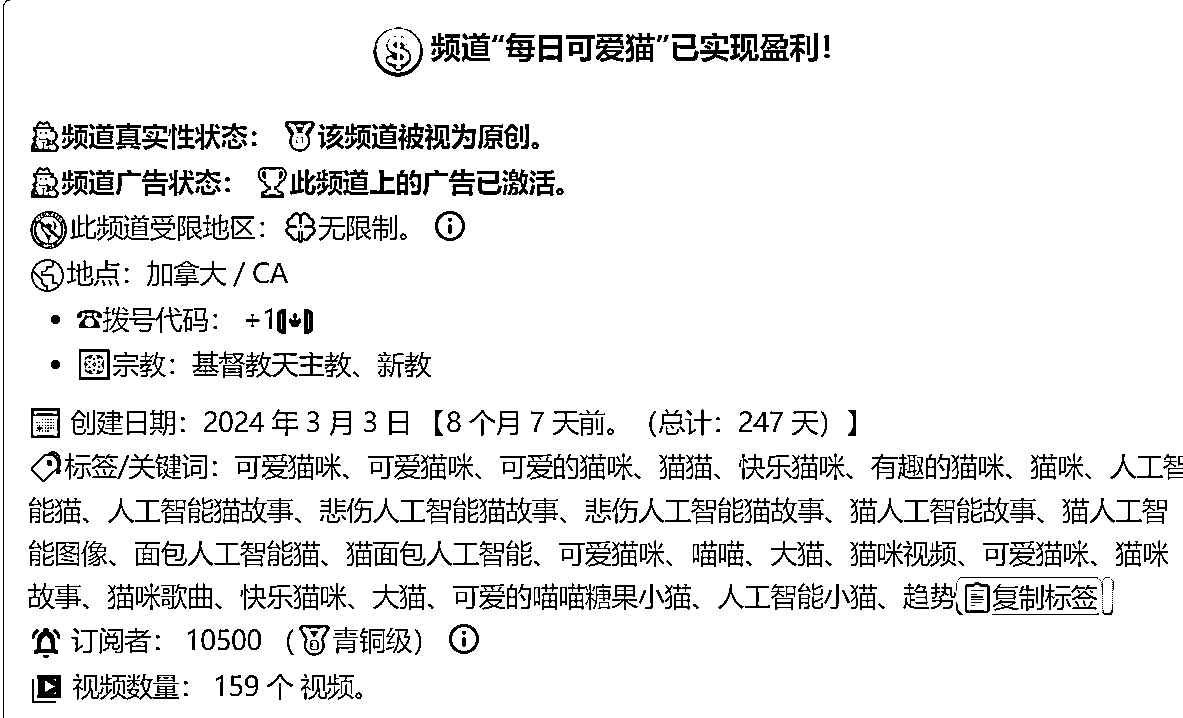 频道“每日可爱猫”已实现盈利！
频道真实性状态： 该频道被视为原创。
频道广告状态： 此频道上的广告已激活。
此频道受限地区： 无限制。
地点：加拿大 / CA
• 拨号代码： +1
• 宗教：基督教天主教、新教
创建日期：2024 年 3 月 3 日 【8 个月 7 天前。（总计：247 天）】
标签/关键词：可爱猫咪、可爱猫咪、可爱的猫咪、猫猫、快乐猫咪、有趣的猫咪、猫咪、人工智
能猫、人工智能猫故事、悲伤人工智能猫故事、悲伤人工智能猫故事、猫人工智能故事、猫人工智
能图像、面包人工智能猫、猫面包人工智能、可爱猫咪、喵喵、大猫、猫咪视频、可爱猫咪、猫咪
故事、猫咪歌曲、快乐猫咪、大猫、可爱的喵喵糖果小猫、人工智能小猫、趋势 复制标签
订阅者： 10500 （青铜级）
视频数量： 159 个 视频。